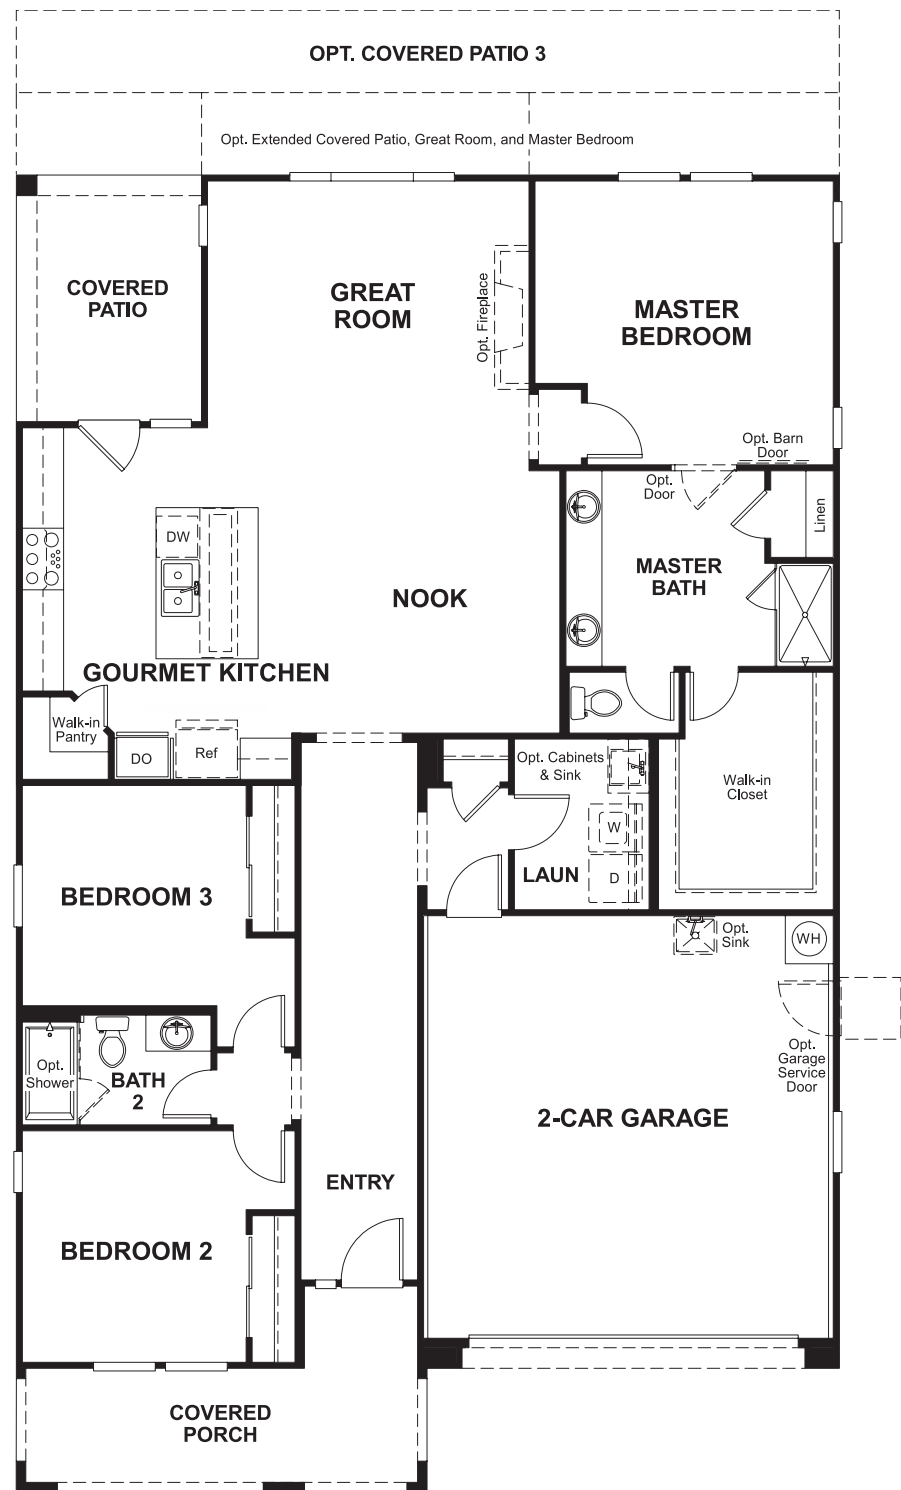 OPT. COVERED PATIO 3
Opt. Extended Covered Patio, Great Room, and Master Bedroom
COVERED
PATIO
GREAT
ROOM
Opt. Fireplace
MASTER
BEDROOM
Opt. Barn
Door
Opt.
Door
Linen
DW
MASTER
BATH
NOOK
GOURMET KITCHEN
Walk-in
Pantry
DO
Ref
Opt. Cabinets
& Sink
Walk-in
Closet
W
D
LAUN
BEDROOM 3
Opt.
Sink
WH
Opt.
Shower
BATH
2
Opt.
Garage
Service
Door
2-CAR GARAGE
ENTRY
BEDROOM 2
COVERED
PORCH